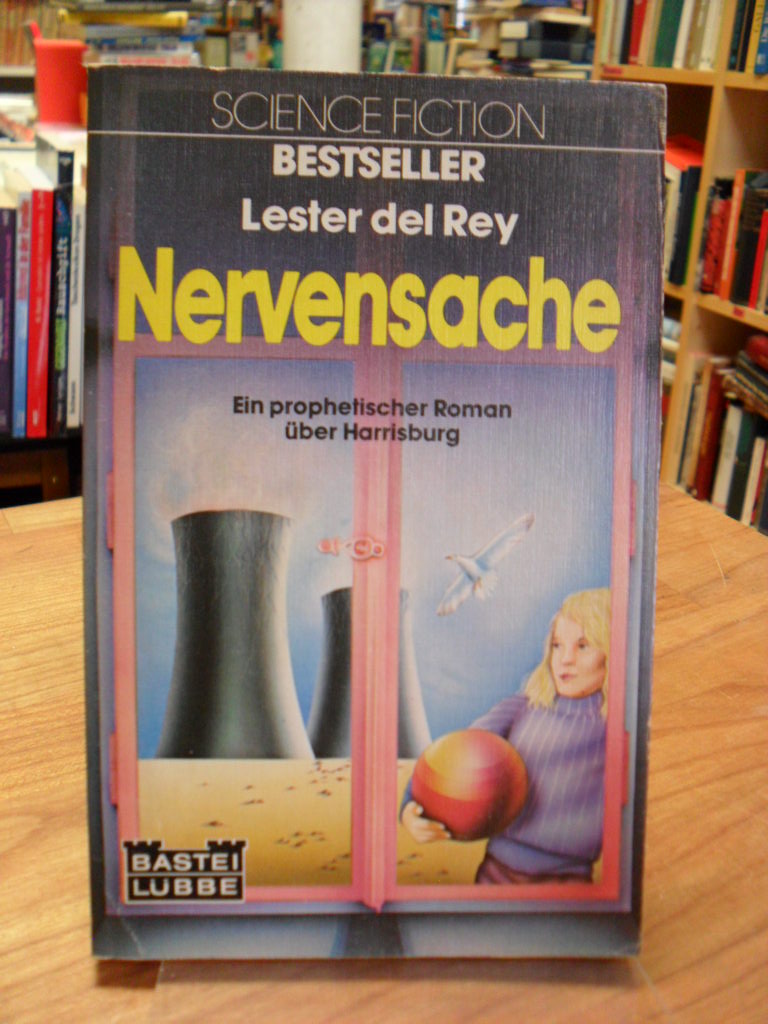 SCIENCE FICTION
BESTSELLER
Lester del Rey
Nervensache
Ein prophetischer Roman
über Harrisburg
BASTEI
LÜBBE